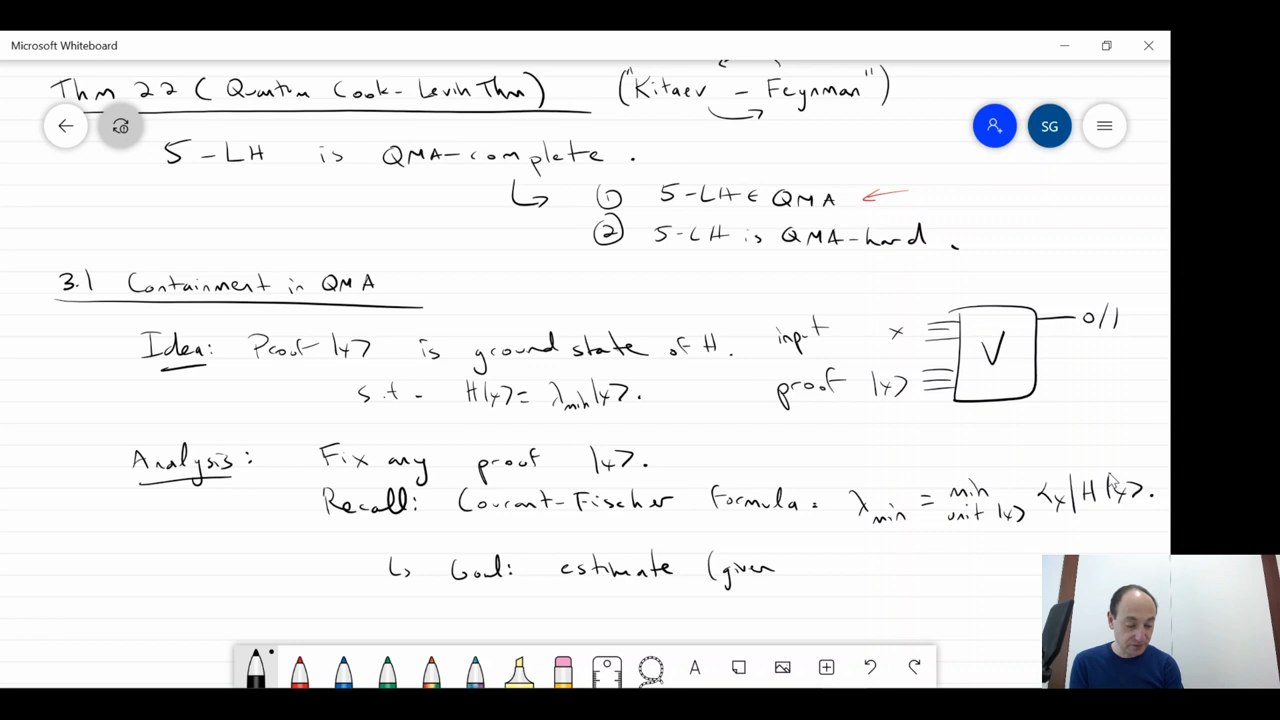 Microsoft Whiteboard
Thm 22 (Quantum Cook-Levin Thm) ("Kitaev - Feynman")
SG
5-LH is QMA-complete.
① 5-LH ∈ QMA
② 5-LH is QMA-hard.
3.1 Containment in QMA
Idea: Proof |ψ⟩ is ground state of H.
s.t. H|ψ⟩ = λmin|ψ⟩.
input x
proof |ψ⟩
V
0/1
Analysis: Fix any proof |ψ⟩.
Recall: Courant-Fischer formula: λmin = min unit |ψ⟩ ⟨ψ|H|ψ⟩.
↳ Goal: estimate (given
A